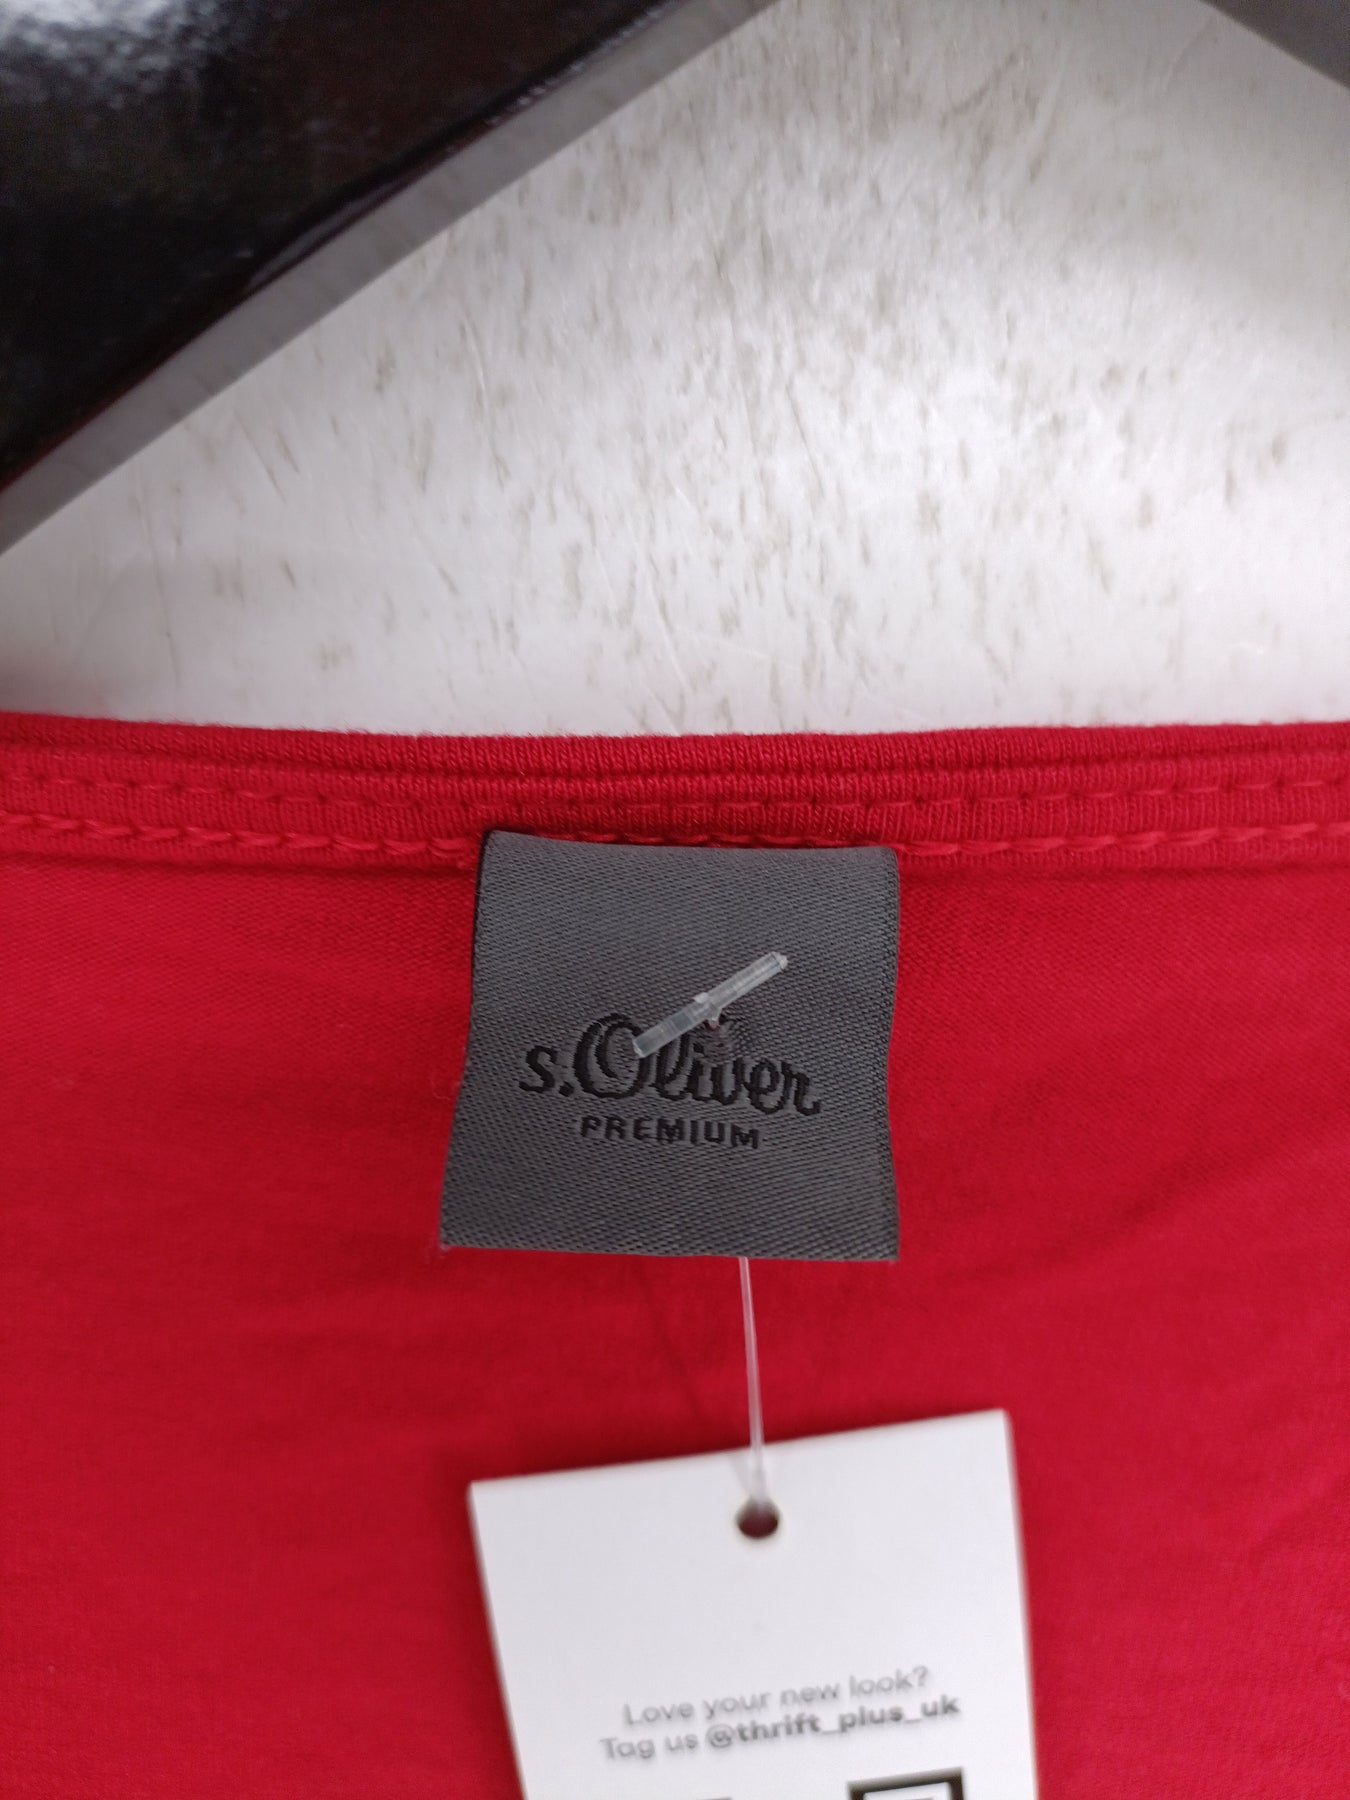 s.Oliver
PREMIUM
Love your new look?
Tag us @thrift_plus_uk